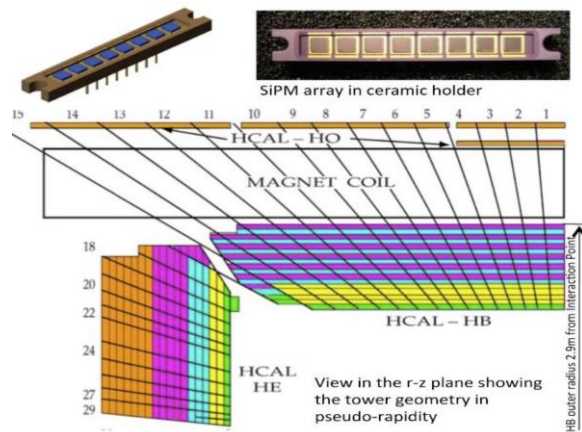 SiPM array in ceramic holder
15 14 13 12 11 10 9 8 7 6 5 4 3 2 1
HCAL – HO
MAGNET COIL
18
20
22
24
27
29
HCAL – HB
HCAL
HE
View in the r-z plane showing
the tower geometry in
pseudo-rapidity
HB outer radius 2.9m from Interaction Point